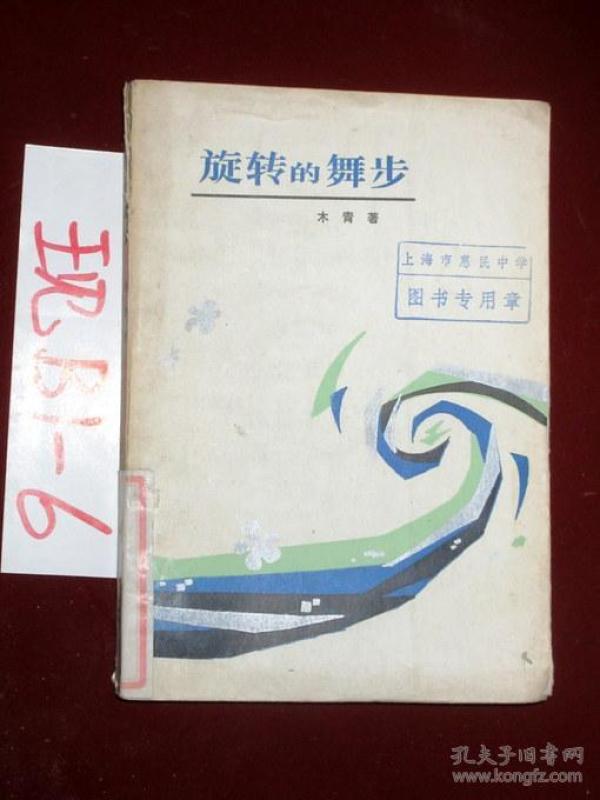 旋转的舞步
木青著
上海市惠民中学
图书专用章
现B1-6
孔夫子旧书网
www.kongfz.com